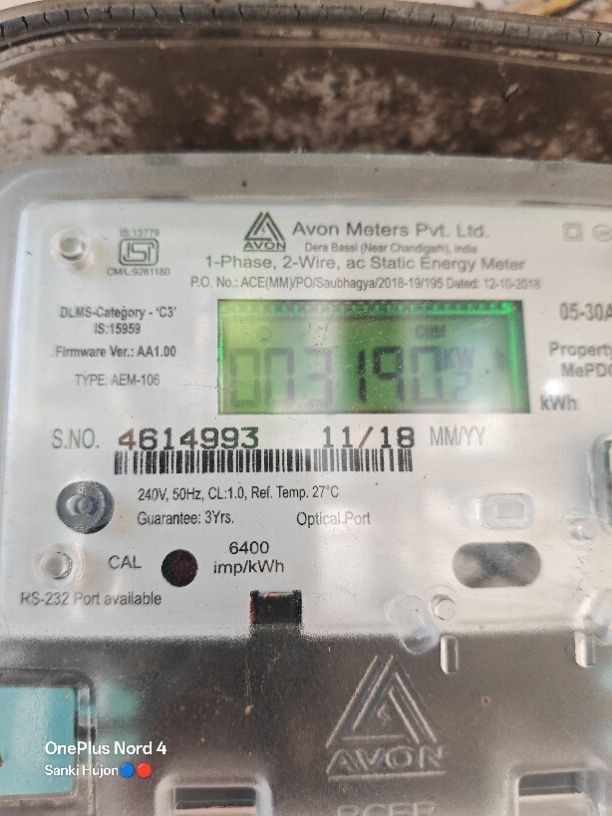 IS:13779
ISI
CM/L:9281180
AVON
Avon Meters Pvt. Ltd.
Dera Bassi (Near Chandigarh), India
1-Phase, 2-Wire, ac Static Energy Meter
P.O. No.: ACE(MM)/PO/Saubhagya/2018-19/195 Dated: 12-10-2018
DLMS-Category - 'C3'
IS:15959
Firmware Ver.: AA1.00
TYPE: AEM-106
CUM
003190
KW
05-30A
Property
MePDC
kWh
S.NO. 4614993 11/18 MM/YY
240V, 50Hz, CL:1.0, Ref. Temp. 27°C
Guarantee: 3Yrs. Optical Port
CAL
6400
imp/kWh
RS-232 Port available
AVON
OnePlus Nord 4
Sanki Hujon